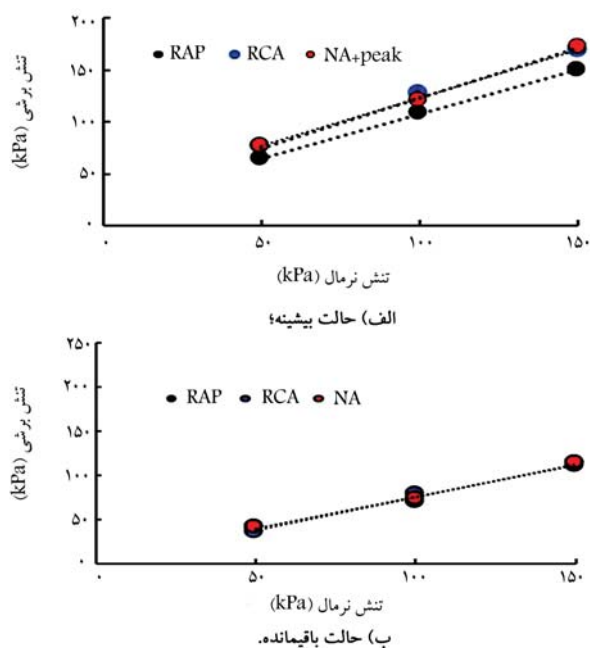 ۲۰۰
RAP RCA NA+peak
۱۵۰
۱۰۰
۵۰
۰
تنش برشی (kPa)
۰ ۵۰ ۱۰۰ ۱۵۰
تنش نرمال (kPa)
الف) حالت بیشینه؛
۲۵۰
۲۰۰
RAP RCA NA
۱۵۰
۱۰۰
۵۰
۰
تنش برشی (kPa)
۰ ۵۰ ۱۰۰ ۱۵۰
تنش نرمال (kPa)
ب) حالت باقیمانده.